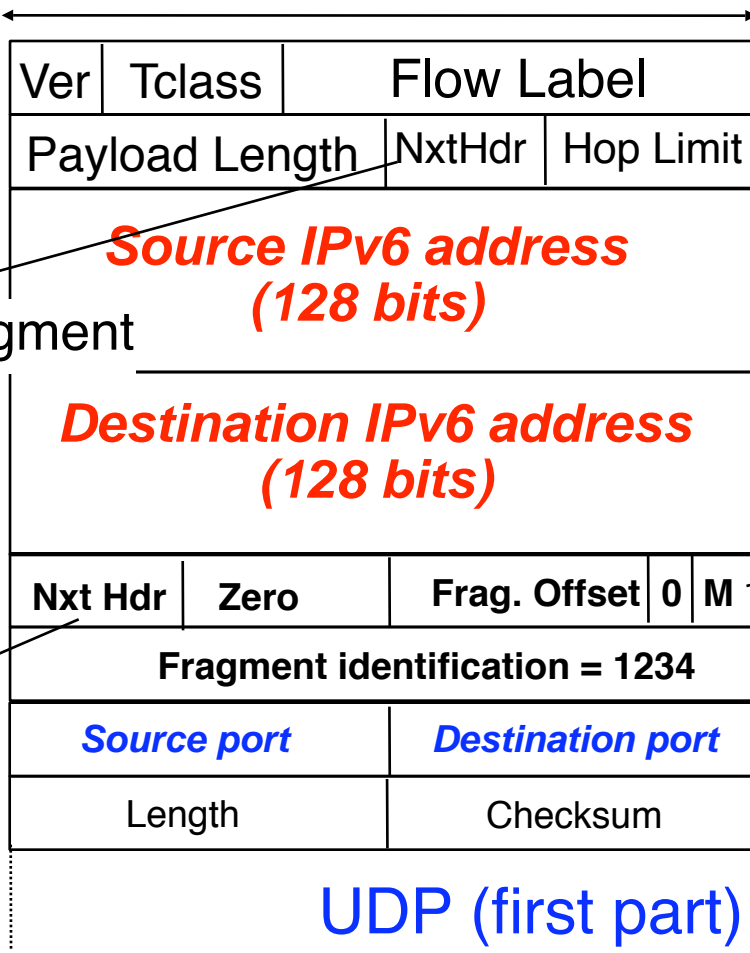 Ver Tclass Flow Label
Payload Length NxtHdr Hop Limit
Source IPv6 address
(128 bits)
gment
Destination IPv6 address
(128 bits)
Nxt Hdr Zero Frag. Offset 0 M
Fragment identification = 1234
Source port Destination port
Length Checksum
UDP (first part)